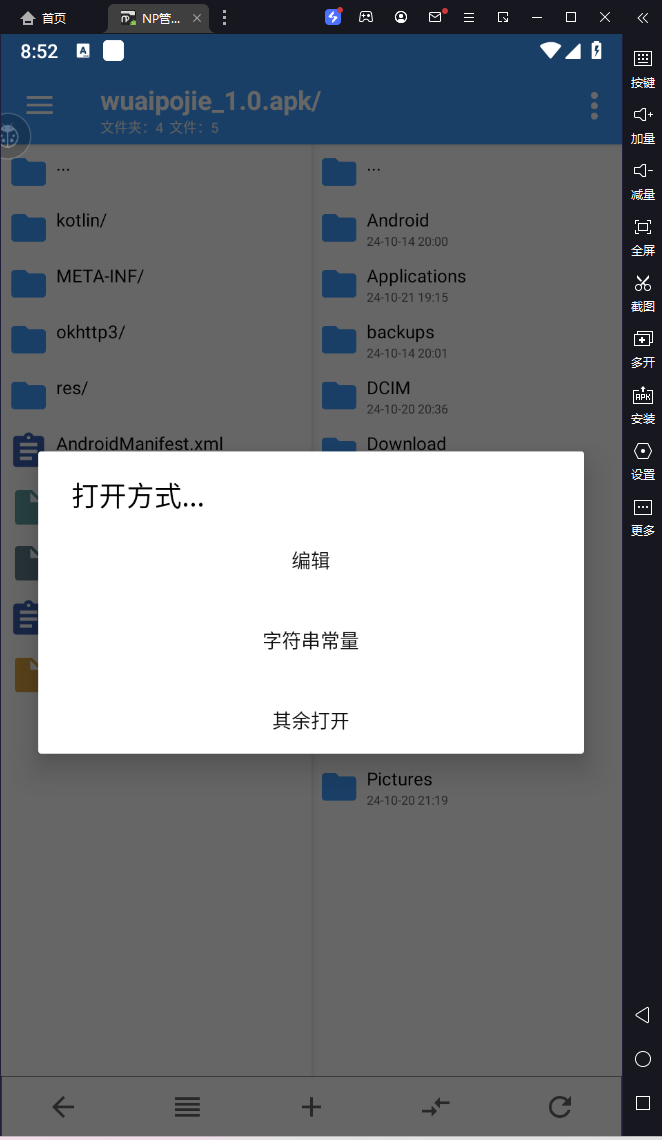 首页
NP管...
8:52
A
wuaipojie_1.0.apk/
文件夹：4 文件：5
...
kotlin/
META-INF/
okhttp3/
res/
AndroidManifest.xml
...
Android
24-10-14 20:00
Applications
24-10-21 19:15
backups
24-10-14 20:01
DCIM
24-10-20 20:36
Download
打开方式...
编辑
字符串常量
其余打开
Pictures
24-10-20 21:19
按键
加量
减量
全屏
截图
多开
APK
安装
设置
更多